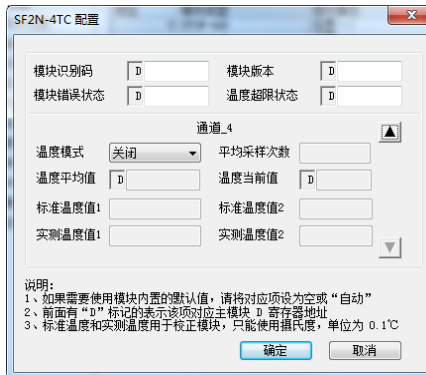 SF2N-4TC 配置
模块识别码 D 模块版本 D
模块错误状态 D 温度超限状态 D
通道_4
温度模式 关闭 平均采样次数
温度平均值 D 温度当前值 D
标准温度值1 标准温度值2
实测温度值1 实测温度值2
说明:
1、如果需要使用模块内置的默认值，请将对应项设为空或“自动”
2、前面有“D”标记的表示该项对应主模块 D 寄存器地址
3、标准温度和实测温度用于校正模块，只能使用摄氏度，单位为 0.1℃
确定 取消